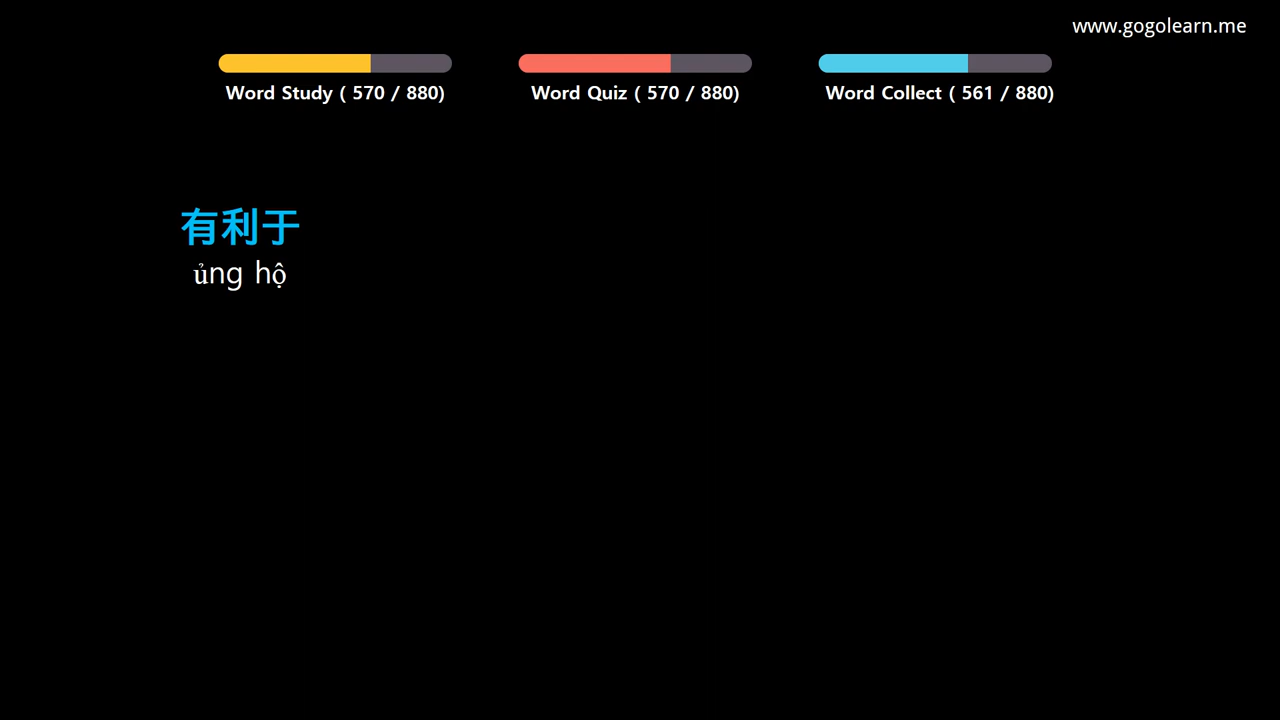 www.gogolearn.me
Word Study ( 570 / 880)
Word Quiz ( 570 / 880)
Word Collect ( 561 / 880)
有利于
ủng hộ